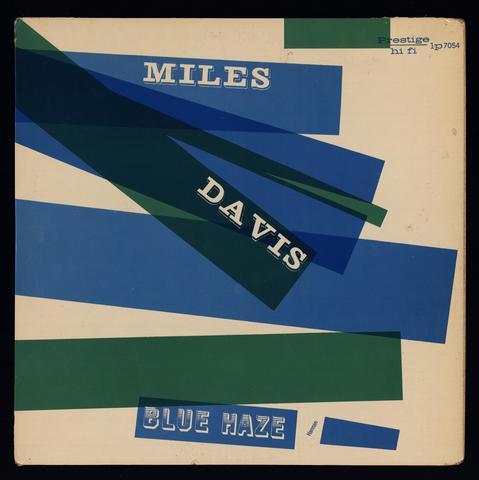 Prestige
hi fi
lp 7054
MILES
DAVIS
BLUE HAZE